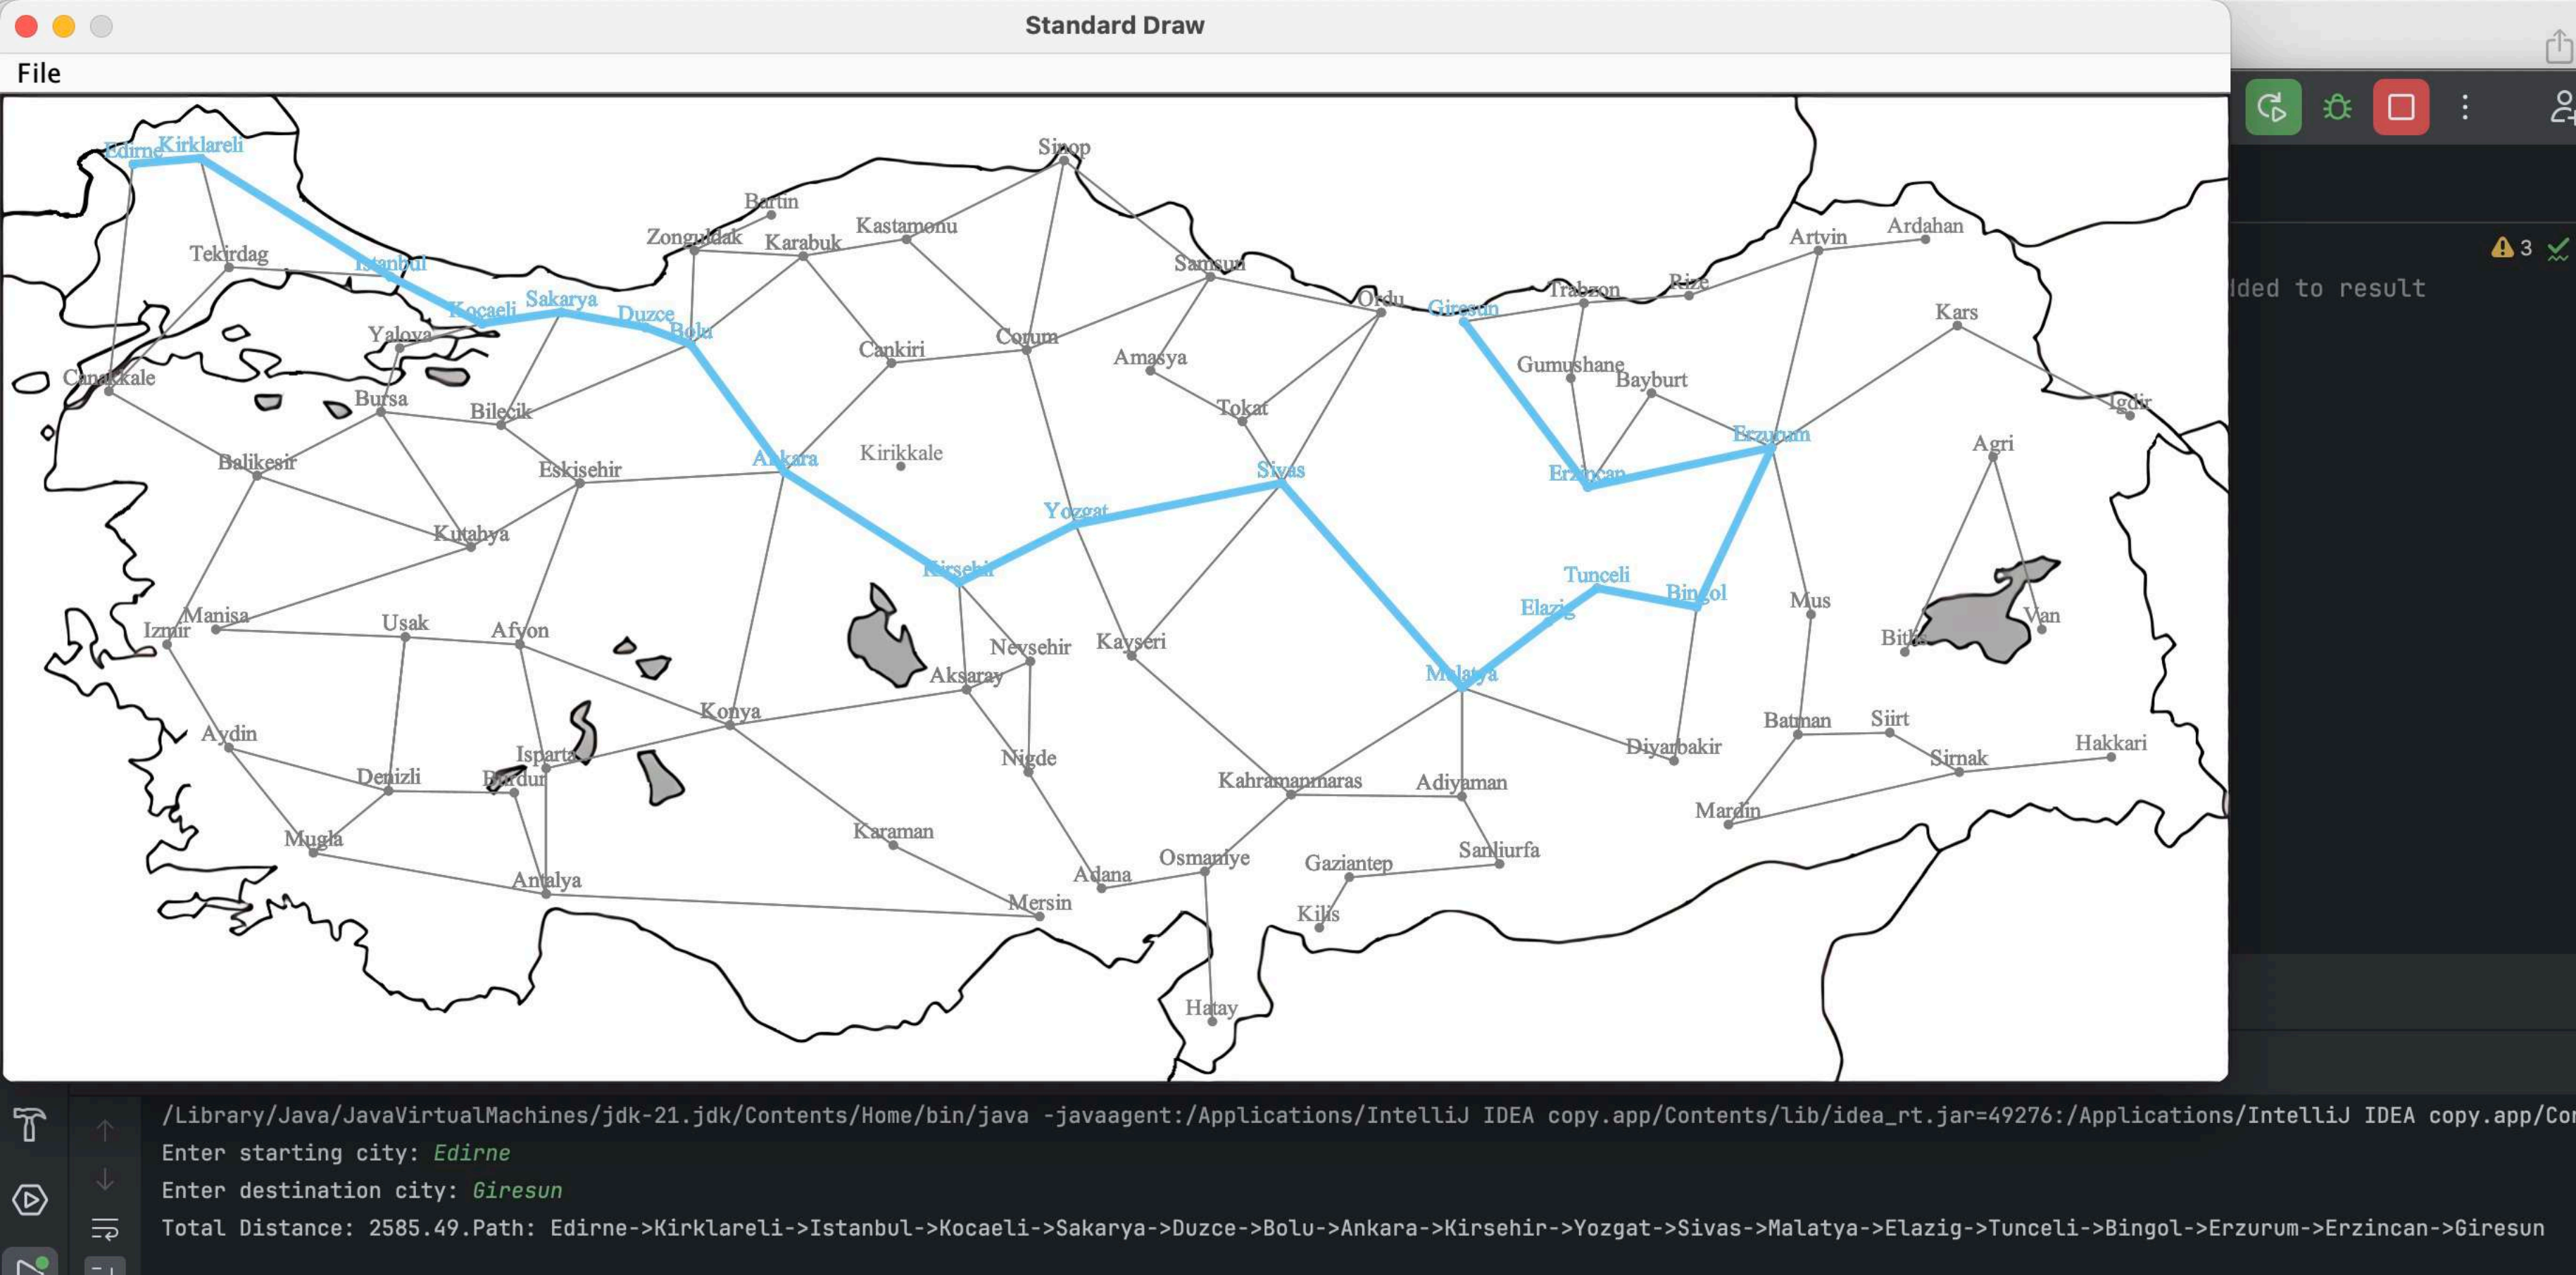 Standard Draw
File
Edirne Kirklareli
Sinop
Bartin
Kastamonu
Ardahan
Zonguldak Karabuk
Artvin
Tekirdag
Istanbul
Samsun
3
Rize
Trabzon
dded to result
Kocaeli Sakarya
Ordu
Giresun
Duzce
Kars
Bolu
Yalova
Corum
Cankiri
Amasya
Gumushane
Canakkale
Bayburt
Bursa
Bilecik
Tokat
Igdir
Erzurum
Agri
Kirikkale
Balikesir
Eskisehir
Ankara
Sivas
Erzincan
Yozgat
Kutahya
Kirsehir
Tunceli
Bingol
Mus
Elazig
Manisa
Usak
Van
Izmir
Afyon
Bitlis
Nevsehir
Kayseri
Aksaray
Malatya
Konya
Batman
Siirt
Aydin
Hakkari
Diyarbakir
Isparta
Nigde
Sirnak
Denizli
Burdur
Kahramanmaras
Adiyaman
Mardin
Mugla
Karaman
Sanliurfa
Osmaniye
Gaziantep
Adana
Antalya
Mersin
Kilis
Hatay
/Library/Java/JavaVirtualMachines/jdk-21.jdk/Contents/Home/bin/java -javaagent:/Applications/IntelliJ IDEA copy.app/Contents/lib/idea_rt.jar=49276:/Applications/IntelliJ IDEA copy.app/Con
Enter starting city: Edirne
Enter destination city: Giresun
Total Distance: 2585.49.Path: Edirne->Kirklareli->Istanbul->Kocaeli->Sakarya->Duzce->Bolu->Ankara->Kirsehir->Yozgat->Sivas->Malatya->Elazig->Tunceli->Bingol->Erzurum->Erzincan->Giresun